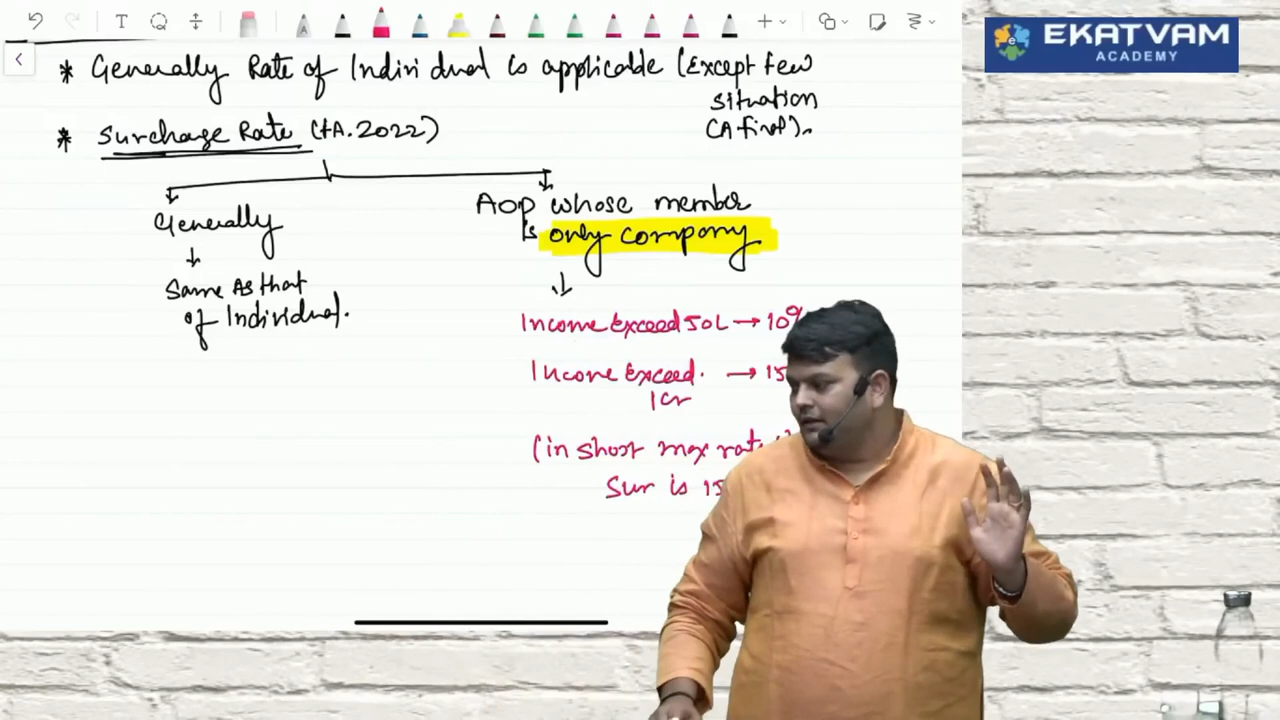 EKATVAM
ACADEMY
* Generally Rate of Individual is applicable (Except few
situation
CA final).
* Surcharge Rate (FA. 2022)
Generally
Same As that
of Individual.
AOP whose member
is only company
Income Exceed 50L → 10%
Income Exceed. → 15
1Cr
(in short max rate
Sur is 15